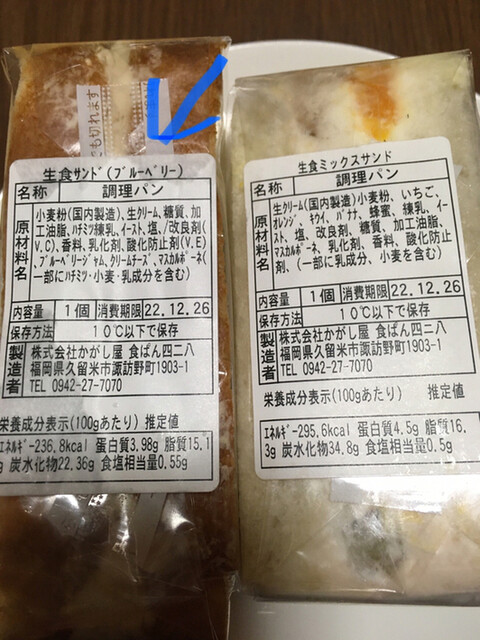 にも切れます
生食サンド(ブルーベリー)
名称 調理パン
原材料名
小麦粉(国内製造)、生クリーム、糖質、加
工油脂、ハチミツ練乳、イースト、塩、/改良剤(
V.C)、香料、乳化剤、酸化防止剤(V.E)
ブルーベリージャム、クリームチーズ、マスカルポーネ(
一部にハチミツ・小麦・乳成分を含む)
内容量 1個 消費期限 22.12.26
保存方法 10℃以下で保存
製造者
株式会社かがし屋 食ぱん四二八
福岡県久留米市諏訪野町1903-1
TEL 0942-27-7070
栄養成分表示(100gあたり) 推定値
エネルギー236.8kcal 蛋白質3.98g 脂質15.1
g 炭水化物22.36g 食塩相当量0.55g
生食ミックスサンド
名称 調理パン
原材料名
生クリーム(国内製造)小麦粉、いちご、
オレンジ、キウイ、バナナ、蜂蜜、練乳、イー
スト、塩、改良剤、糖質、加工油脂、
マスカルポーネ、乳化剤、香料、酸化防止
剤、(一部に乳成分、小麦を含む)
内容量 1個 消費期限 22.12.26
保存方法 10℃以下で保存
製造者
株式会社かがし屋 食ぱん四二八
福岡県久留米市諏訪野町1903-1
TEL 0942-27-7070
栄養成分表示(100gあたり) 推定値
エネルギー295.6kcal 蛋白質4.5g 脂質16.
3g 炭水化物34.8g 食塩相当量0.5g